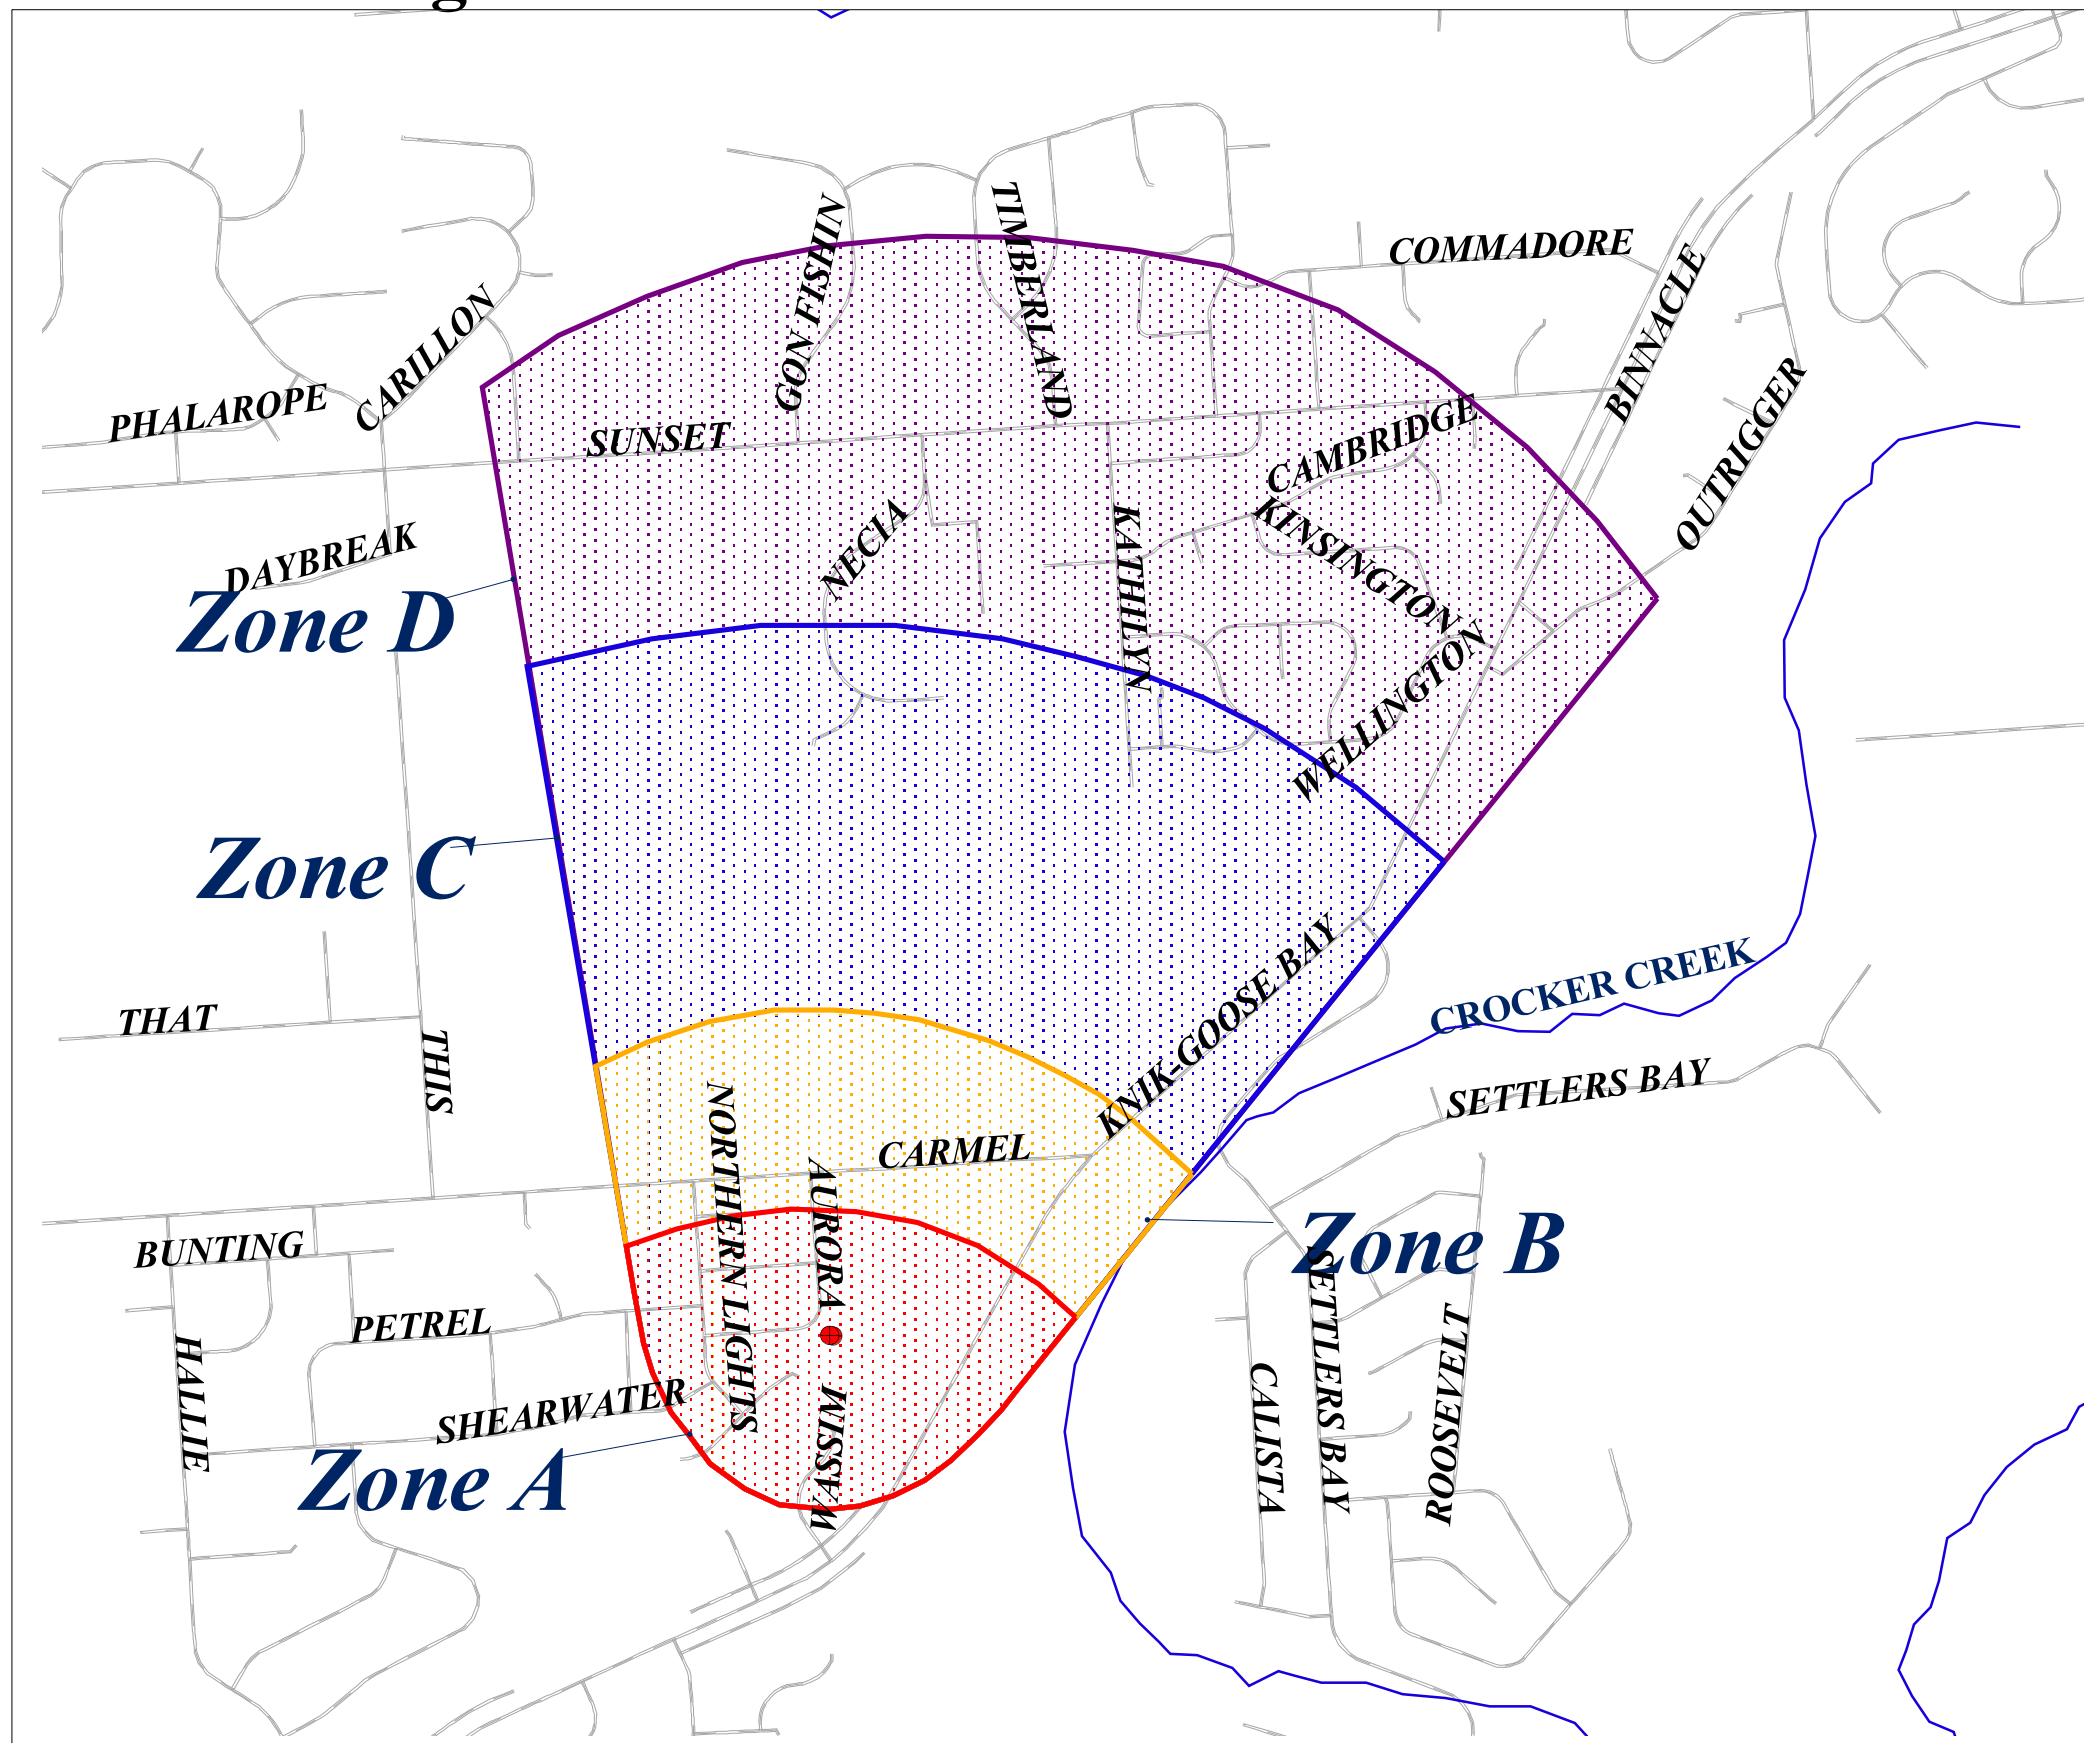 g
TIMBERLAND
GON FISHIN
COMMADORE
BINNACLE
CARILLON
PHALAROPE
OUTRIGGER
SUNSET
CAMBRIDGE
NECIA
KATHLYN
KINSINGTON
DAYBREAK
Zone D
WELLINGTON
Zone C
KNIK-GOOSE BAY
CROCKER CREEK
THAT
THIS
SETTLERS BAY
NORTHERN LIGHTS
CARMEL
AURORA
Zone B
BUNTING
SETTLERS BAY
PETREL
ROOSEVELT
HALLIE
CALISTA
SHEARWATER
WASSIM
Zone A